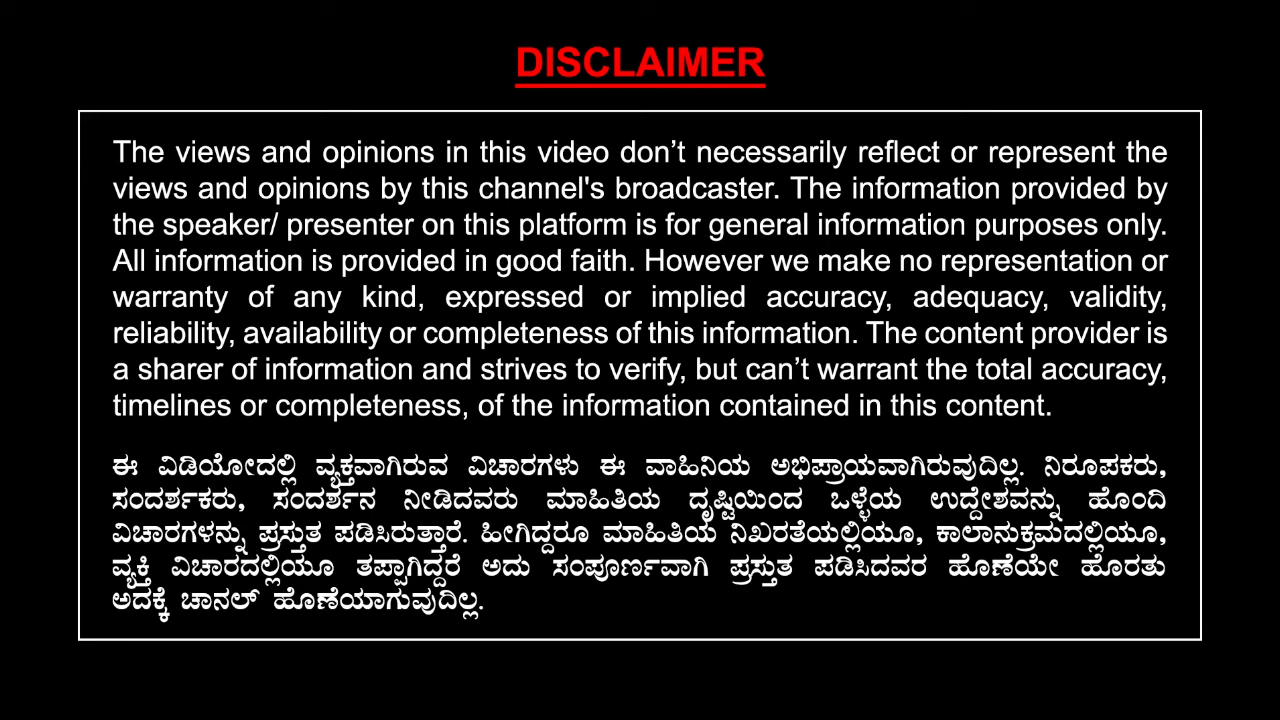 DISCLAIMER
The views and opinions in this video don’t necessarily reflect or represent the
views and opinions by this channel's broadcaster. The information provided by
the speaker/ presenter on this platform is for general information purposes only.
All information is provided in good faith. However we make no representation or
warranty of any kind, expressed or implied accuracy, adequacy, validity,
reliability, availability or completeness of this information. The content provider is
a sharer of information and strives to verify, but can’t warrant the total accuracy,
timelines or completeness, of the information contained in this content.
ಈ ವಿಡಿಯೋದಲ್ಲಿ ವ್ಯಕ್ತವಾಗಿರುವ ವಿಚಾರಗಳು ಈ ವಾಹಿನಿಯ ಅಭಿಪ್ರಾಯವಾಗಿರುವುದಿಲ್ಲ. ನಿರೂಪಕರು,
ಸಂದರ್ಶಕರು, ಸಂದರ್ಶನ ನೀಡಿದವರು ಮಾಹಿತಿಯ ದೃಷ್ಟಿಯಿಂದ ಒಳ್ಳೆಯ ಉದ್ದೇಶವನ್ನು ಹೊಂದಿ
ವಿಚಾರಗಳನ್ನು ಪ್ರಸ್ತುತ ಪಡಿಸಿರುತ್ತಾರೆ. ಹೀಗಿದ್ದರೂ ಮಾಹಿತಿಯ ನಿಖರತೆಯಲ್ಲಿಯೂ, ಕಾಲಾನುಕ್ರಮದಲ್ಲಿಯೂ,
ವ್ಯಕ್ತಿ ವಿಚಾರದಲ್ಲಿಯೂ ತಪ್ಪಾಗಿದ್ದರೆ ಅದು ಸಂಪೂರ್ಣವಾಗಿ ಪ್ರಸ್ತುತ ಪಡಿಸಿದವರ ಹೊಣೆಯೇ ಹೊರತು
ಅದಕ್ಕೆ ಚಾನಲ್ ಹೊಣೆಯಾಗುವುದಿಲ್ಲ.